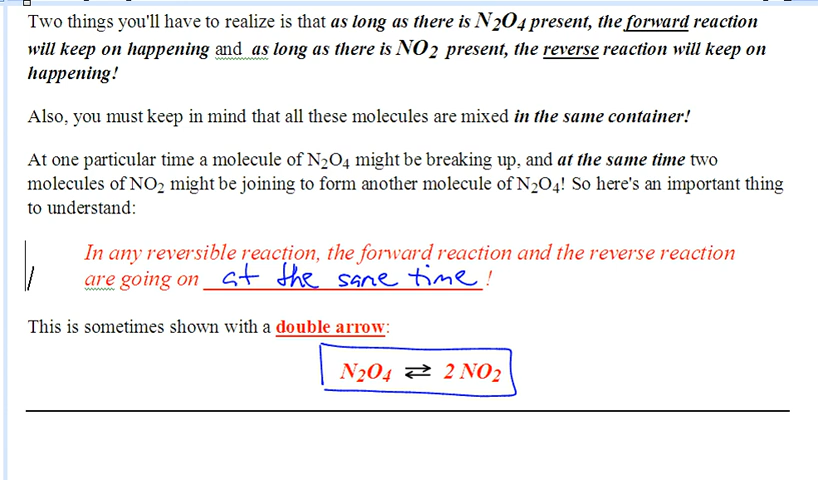 Two things you'll have to realize is that as long as there is N₂O₄ present, the forward reaction
will keep on happening and as long as there is NO₂ present, the reverse reaction will keep on
happening!
Also, you must keep in mind that all these molecules are mixed in the same container!
At one particular time a molecule of N₂O₄ might be breaking up, and at the same time two
molecules of NO₂ might be joining to form another molecule of N₂O₄! So here's an important thing
to understand:
In any reversible reaction, the forward reaction and the reverse reaction
are going on at the same time!
This is sometimes shown with a double arrow:
N₂O₄ ⇄ 2 NO₂